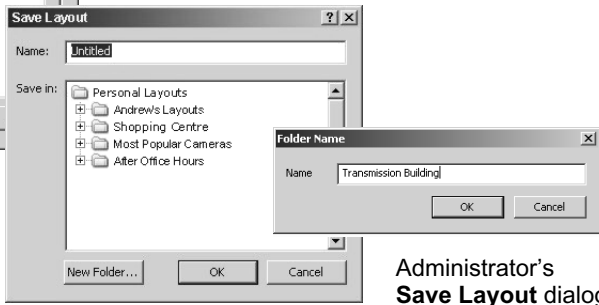 Save Layout
Name: Untitled
Save in:
Personal Layouts
Andrew's Layouts
Shopping Centre
Most Popular Cameras
After Office Hours
New Folder... OK Cancel
Folder Name
Name Transmission Building
OK Cancel
Administrator's
Save Layout dialog